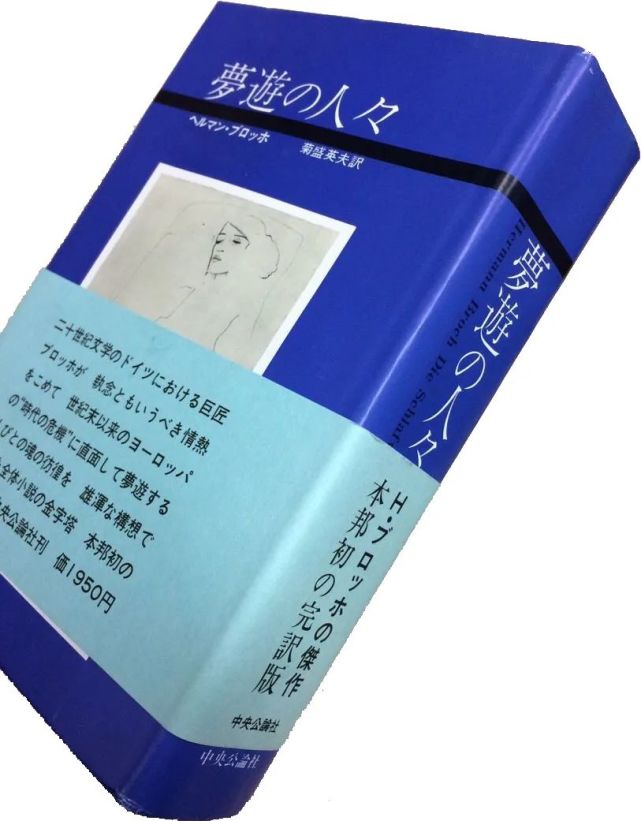 夢遊の人々
ヘルマン・ブロッホ 菊盛英夫訳
二十世紀文学のドイツにおける巨匠
ブロッホが 執念ともいうべき情熱
をこめて 世紀末以来のヨーロッパ
の"時代の危機"に直面して夢遊する
びとの魂の彷徨を 雄渾な構想で
全体小説の金字塔 本邦初の
央公論社刊 価1950円
夢遊の人々
Hermann Broch Die Schlaf
H・ブロッホの傑作
本邦初の完訳版
中央公論社
中央公論社